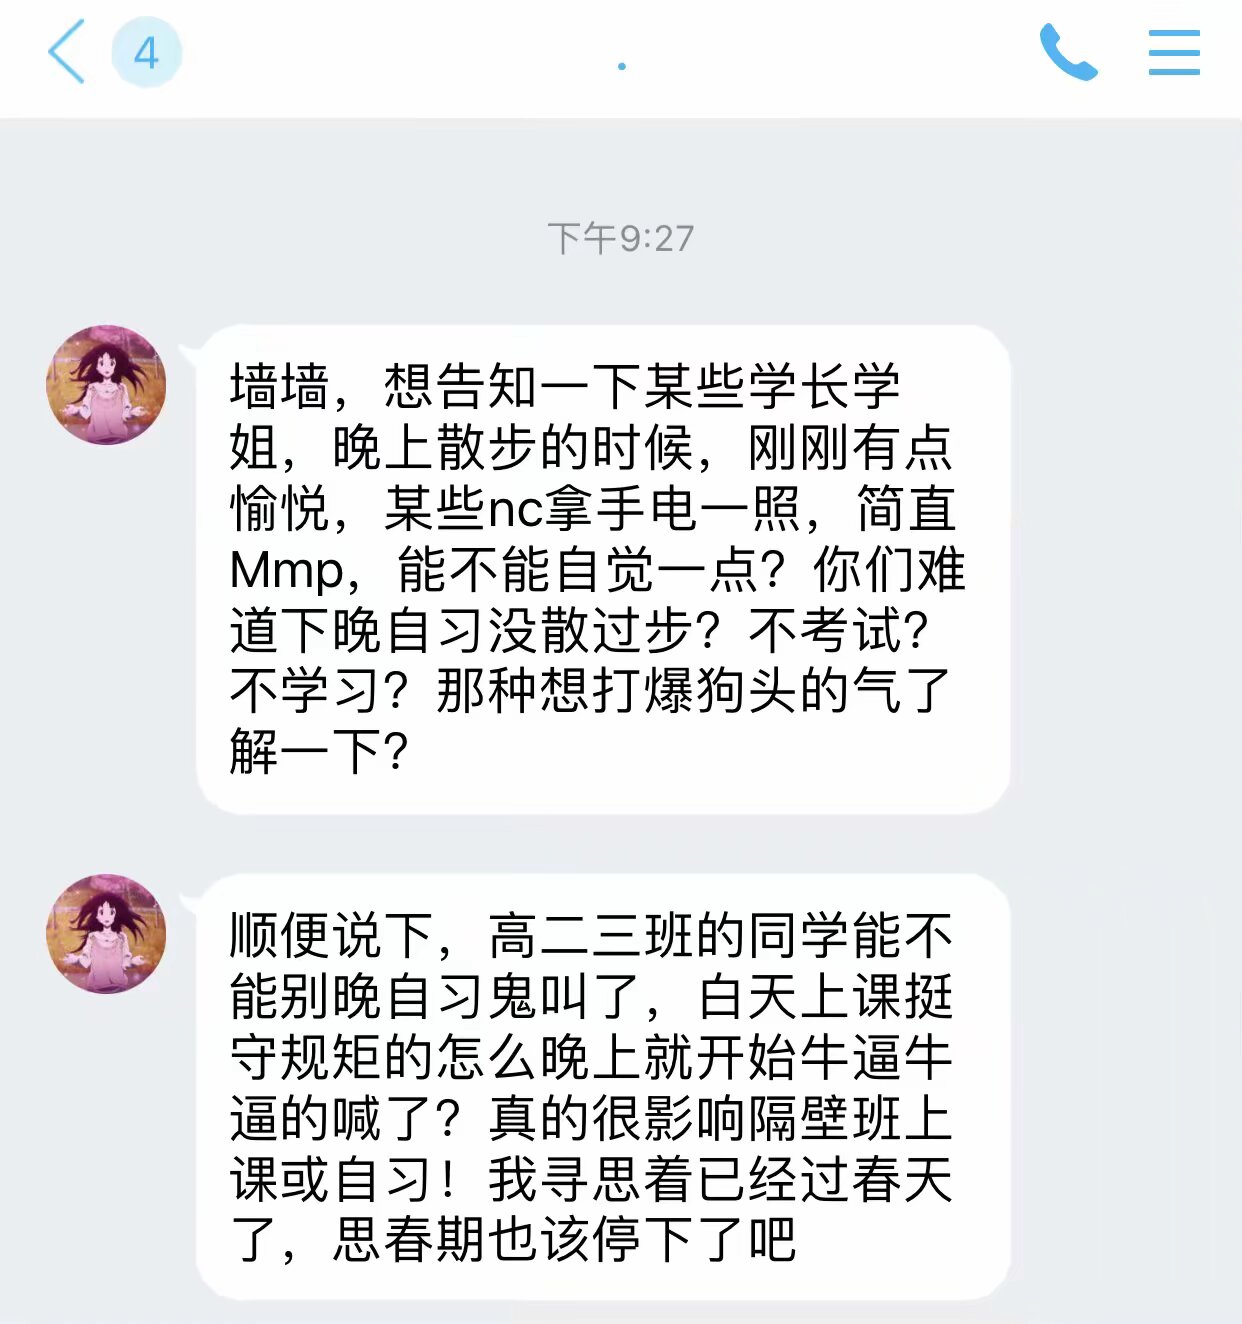 4
.
下午9:27
墙墙，想告知一下某些学长学
姐，晚上散步的时候，刚刚有点
愉悦，某些nc拿手电一照，简直
Mmp，能不能自觉一点？你们难
道下晚自习没散过步？不考试？
不学习？那种想打爆狗头的气了
解一下？
顺便说下，高二三班的同学能不
能别晚自习鬼叫了，白天上课挺
守规矩的怎么晚上就开始牛逼牛
逼的喊了？真的很影响隔壁班上
课或自习！我寻思着已经过春天
了，思春期也该停下了吧